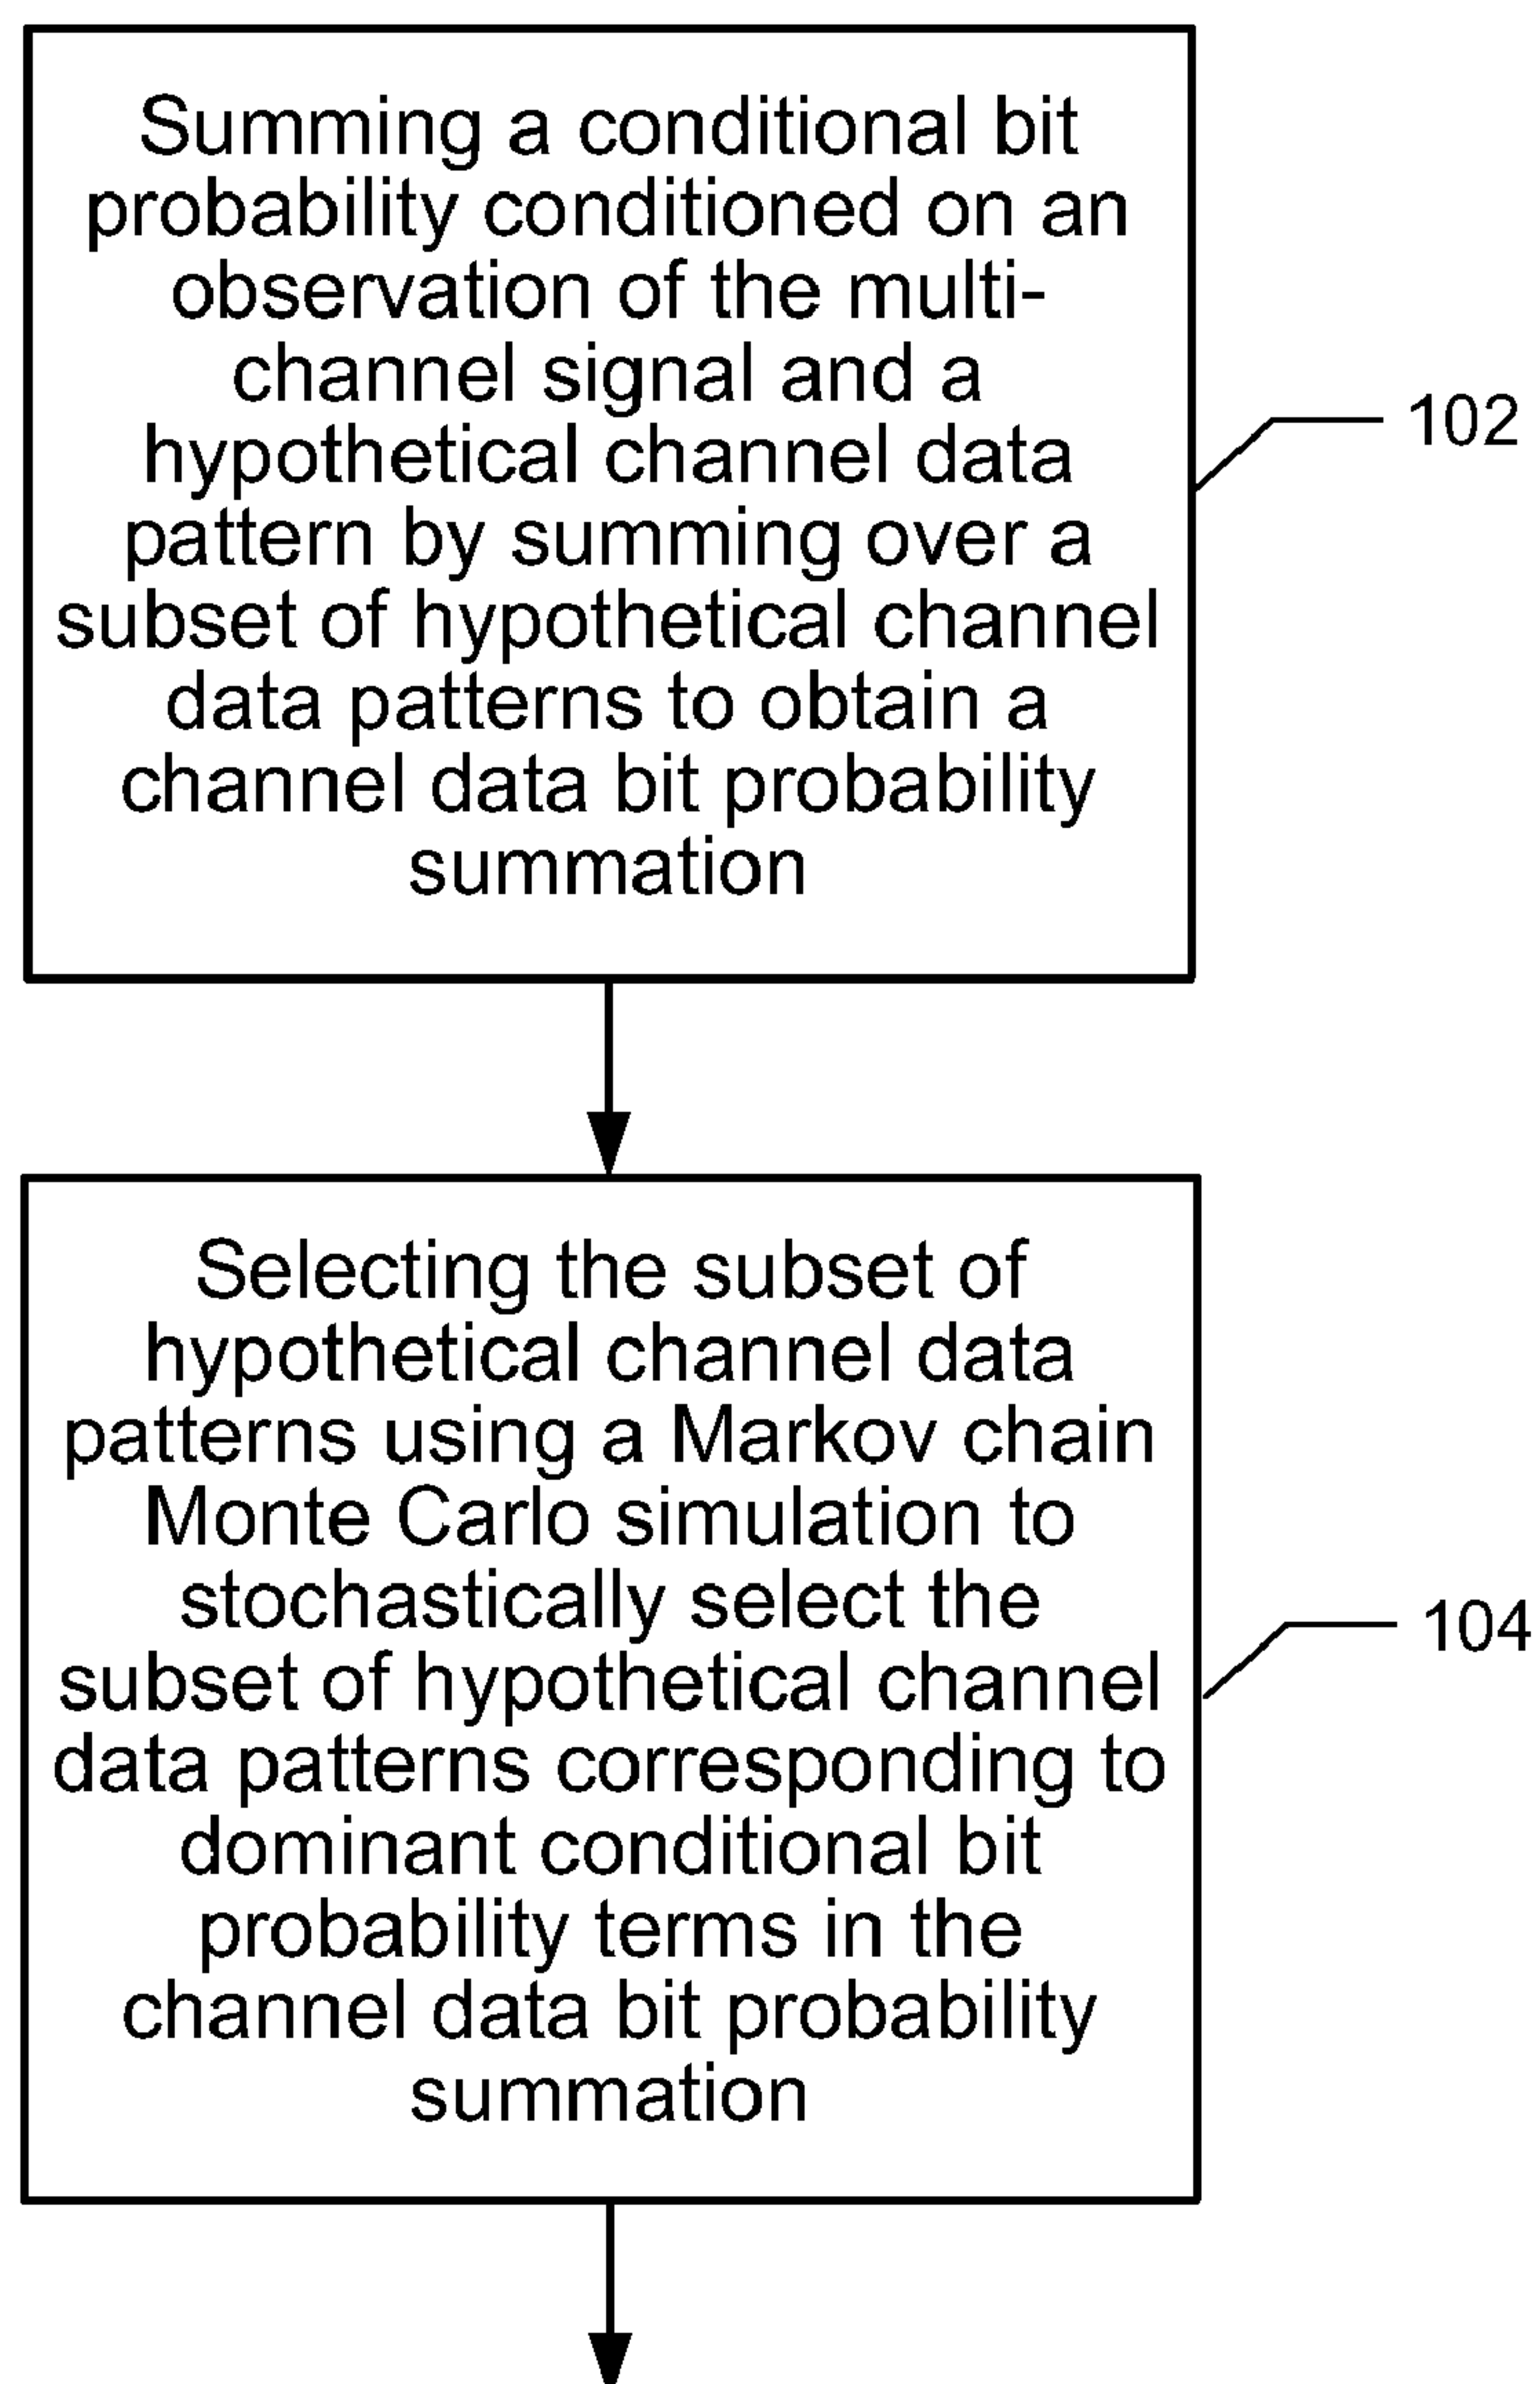 Summing a conditional bit
probability conditioned on an
observation of the multi-
channel signal and a
hypothetical channel data
pattern by summing over a
subset of hypothetical channel
data patterns to obtain a
channel data bit probability
summation
102
Selecting the subset of
hypothetical channel data
patterns using a Markov chain
Monte Carlo simulation to
stochastically select the
subset of hypothetical channel
data patterns corresponding to
dominant conditional bit
probability terms in the
channel data bit probability
summation
104